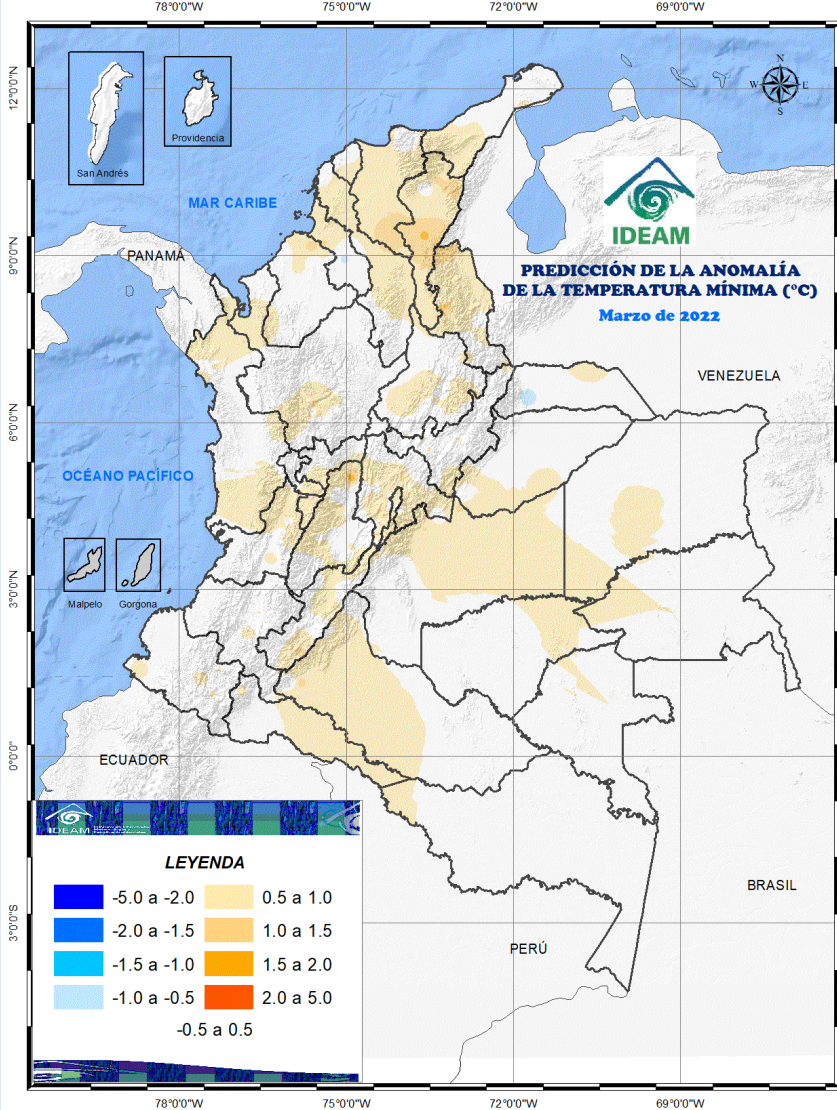 78°0'0"W 75°0'0"W 72°0'0"W 69°0'0"W
12°0'0"N
9°0'0"N
6°0'0"N
3°0'0"N
0°0'0"
3°0'0"S
N
W E
S
San Andrés
Providencia
MAR CARIBE
IDEAM
PANAMÁ
PREDICCIÓN DE LA ANOMALÍA
DE LA TEMPERATURA MÍNIMA (°C)
Marzo de 2022
VENEZUELA
OCÉANO PACÍFICO
Malpelo Gorgona
ECUADOR
IDEAM
LEYENDA
-5.0 a -2.0 0.5 a 1.0
-2.0 a -1.5 1.0 a 1.5
-1.5 a -1.0 1.5 a 2.0
-1.0 a -0.5 2.0 a 5.0
-0.5 a 0.5
BRASIL
PERÚ
78°0'0"W 75°0'0"W 72°0'0"W 69°0'0"W